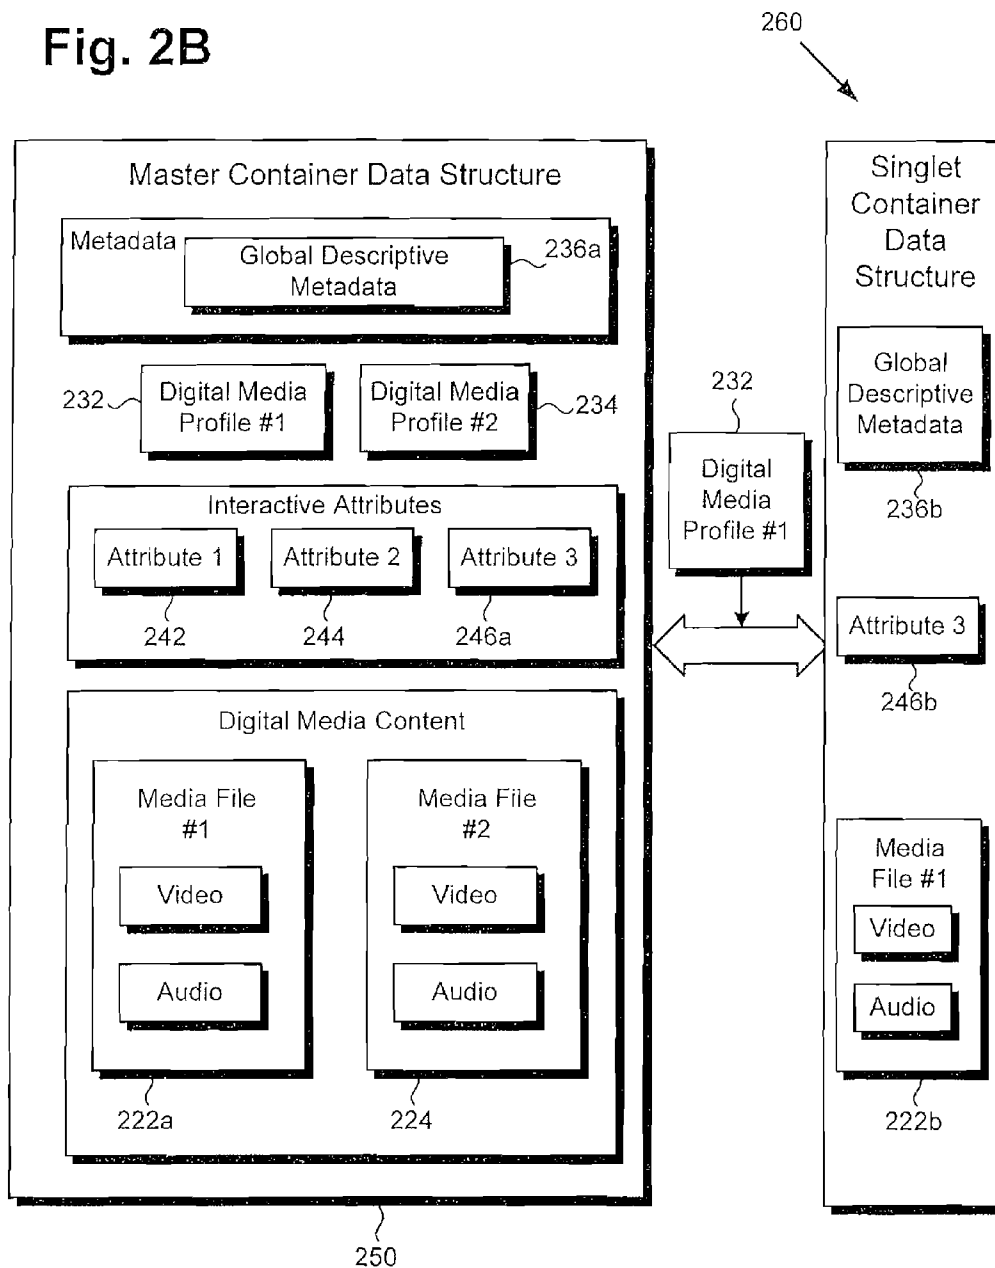 Fig. 2B
260
Master Container Data Structure
Metadata
Global Descriptive
Metadata
236a
232
Digital Media
Profile #1
Digital Media
Profile #2
234
Interactive Attributes
Attribute 1
Attribute 2
Attribute 3
242
244
246a
Digital Media Content
Media File
#1
Video
Audio
Media File
#2
Video
Audio
222a
224
250
232
Digital
Media
Profile #1
Singlet
Container
Data
Structure
Global
Descriptive
Metadata
236b
Attribute 3
246b
Media
File #1
Video
Audio
222b